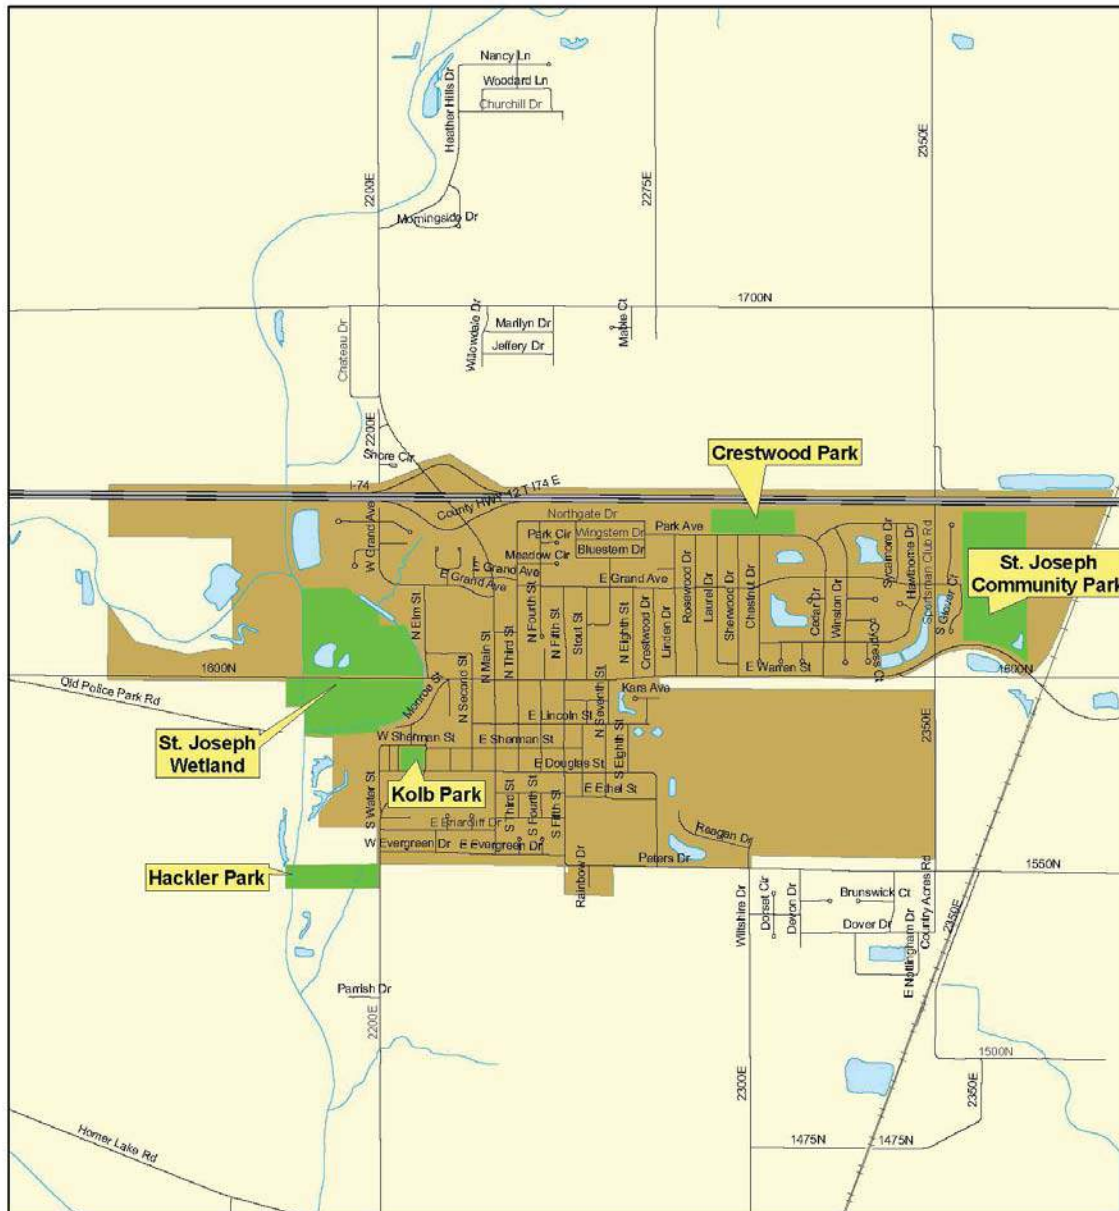 Nancy Ln
Woodard Ln
Churchill Dr
Heather Hills Dr
2200E
2275E
2350E
Morningside Dr
1700N
Willowdale Dr
Marilyn Dr
Jeffery Dr
Mable Ct
Chateau Dr
2200E
Shore Cir
I-74
County HWY 12 T I74 E
Crestwood Park
Northgate Dr
Park Ave
Park Cir
Wingstem Dr
Bluestem Dr
Meadow Cir
W Grand Ave
E Grand Ave
E Grand Ave
E Grand Ave
Rosewood Dr
Laurel Dr
Sherwood Dr
Chestnut Dr
Cedar Dr
Winston Dr
Sycamore Dr
Hawthorne Dr
Sportsman Club Rd
S Glover Ct
Cypress Ct
St. Joseph
Community Park
N Elm St
N Main St
N Second St
N Third St
N Fourth St
N Fifth St
Stout St
N Eighth St
Crestwood Dr
Linden Dr
E Warren St
1600N
1600N
Old Police Park Rd
Monroe St
N Seventh St
Kara Ave
E Lincoln St
W Sherman St
E Sherman St
S Eighth St
2350E
St. Joseph
Wetland
E Douglas St
Kolb Park
E Ethel St
S Water St
S Third St
S Fourth St
S Fifth St
E Briarcliff Dr
W Evergreen Dr
E Evergreen Dr
Reagan Dr
Peters Dr
Hackler Park
Rainbow Dr
1550N
Wiltshire Dr
Dorset Cir
Devon Dr
Brunswick Ct
Dover Dr
E Nottingham Dr
Country Acres Rd
2350E
Parrish Dr
2200E
1500N
2300E
2350E
1475N
1475N
Homer Lake Rd